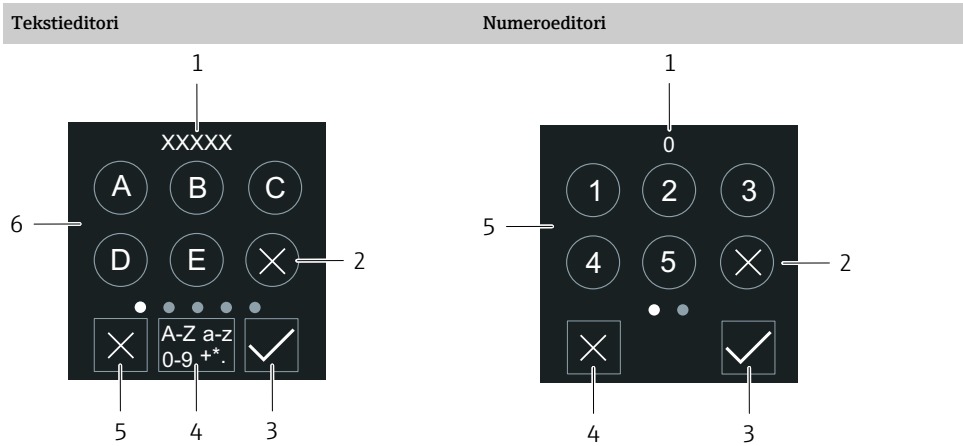 Tekstieditori
Numeroeditori
1
XXXXX
A B C
6
D E
2
A-Z a-z
0-9 +*.
5 4 3
1
0
1 2 3
5
4 5
2
4 3